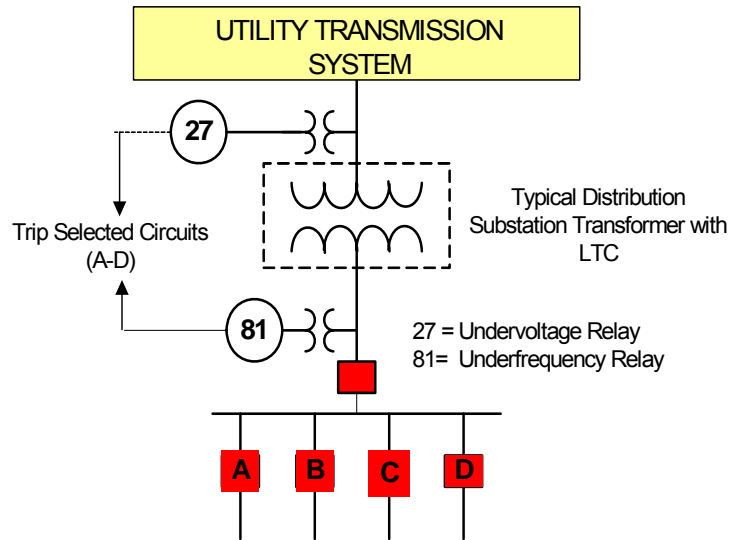 UTILITY TRANSMISSION
SYSTEM
27
Typical Distribution
Substation Transformer with
LTC
Trip Selected Circuits
(A-D)
81
27 = Undervoltage Relay
81= Underfrequency Relay
A
B
C
D